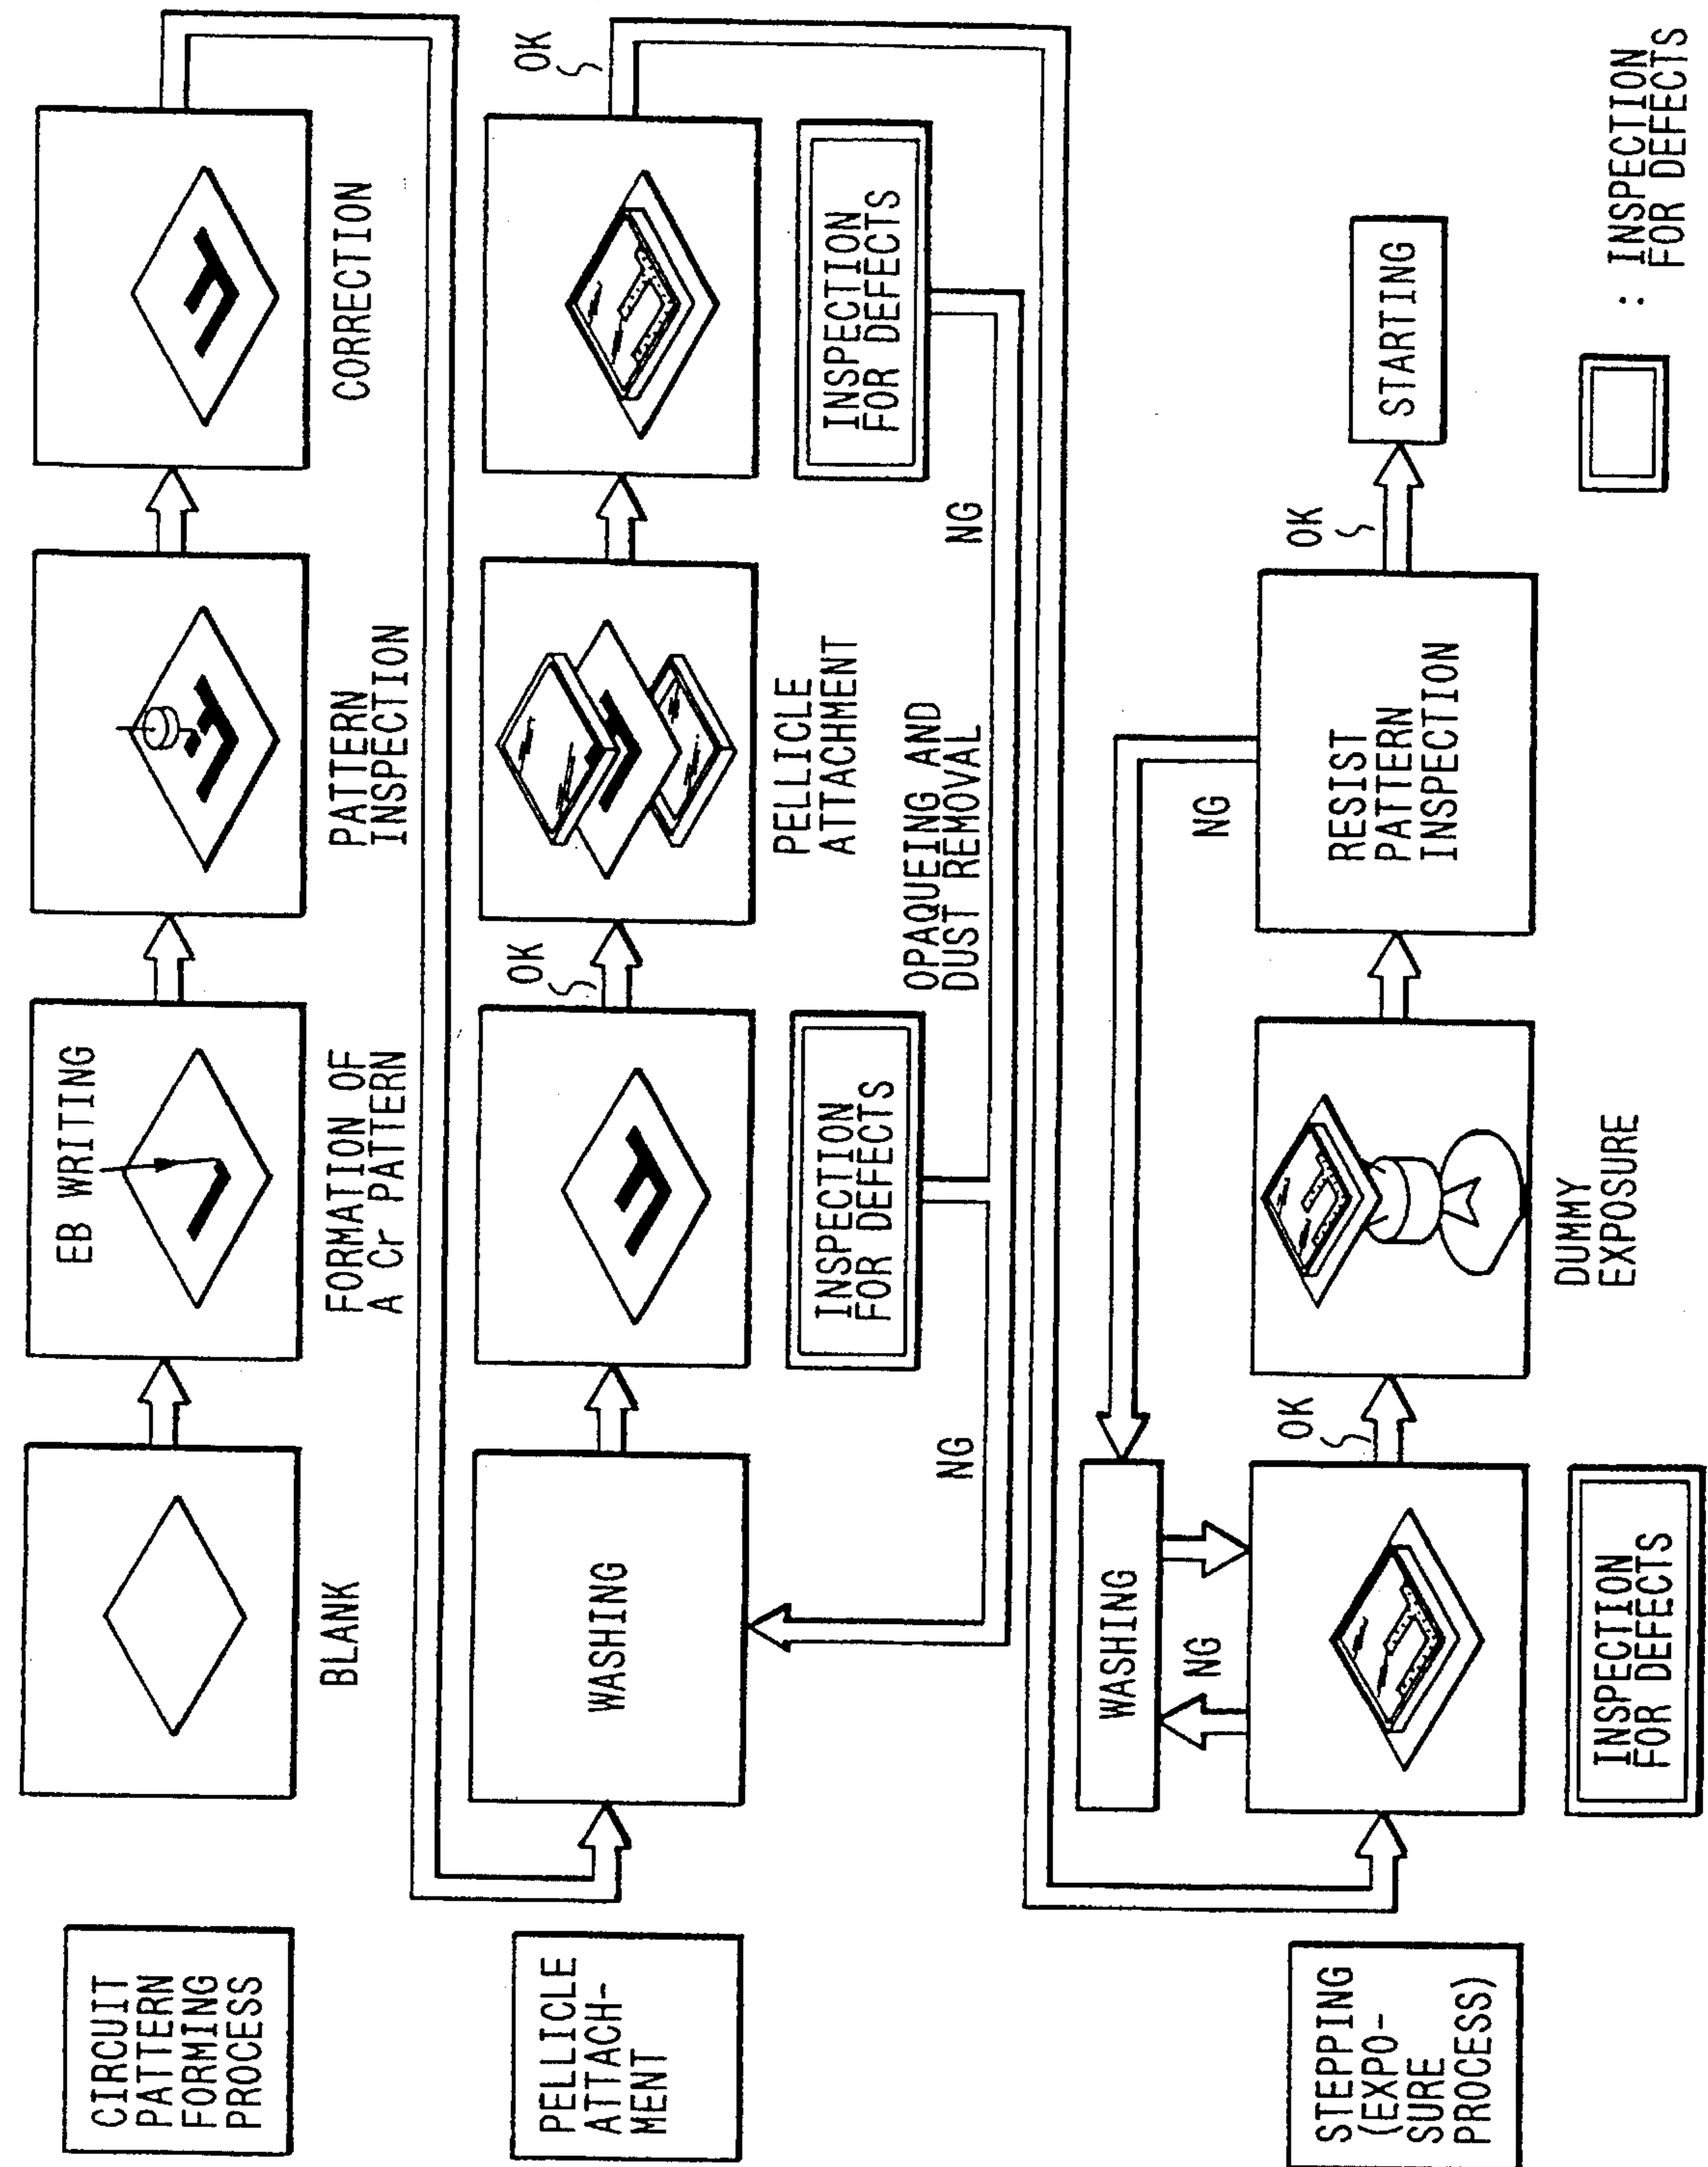 CIRCUIT
PATTERN
FORMING
PROCESS
BLANK
EB WRITING
FORMATION OF
A Cr PATTERN
PATTERN
INSPECTION
CORRECTION
PELLICLE
ATTACH-
MENT
WASHING
INSPECTION
FOR DEFECTS
OK
PELLICLE
ATTACHMENT
OK
INSPECTION
FOR DEFECTS
NG
OPAQUEING AND
DUST REMOVAL
NG
STEPPING
(EXPO-
SURE
PROCESS)
WASHING
NG
INSPECTION
FOR DEFECTS
OK
DUMMY
EXPOSURE
NG
RESIST
PATTERN
INSPECTION
OK
STARTING
: INSPECTION
FOR DEFECTS